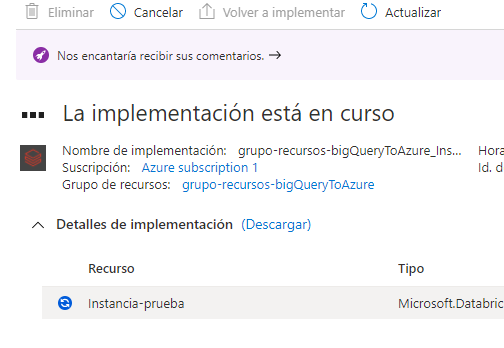 Eliminar Cancelar Volver a implementar Actualizar
Nos encantaría recibir sus comentarios. →
La implementación está en curso
Nombre de implementación: grupo-recursos-bigQueryToAzure_Ins... Hora
Suscripción: Azure subscription 1 Id. d
Grupo de recursos: grupo-recursos-bigQueryToAzure
Detalles de implementación (Descargar)
Recurso Tipo
Instancia-prueba Microsoft.Databric